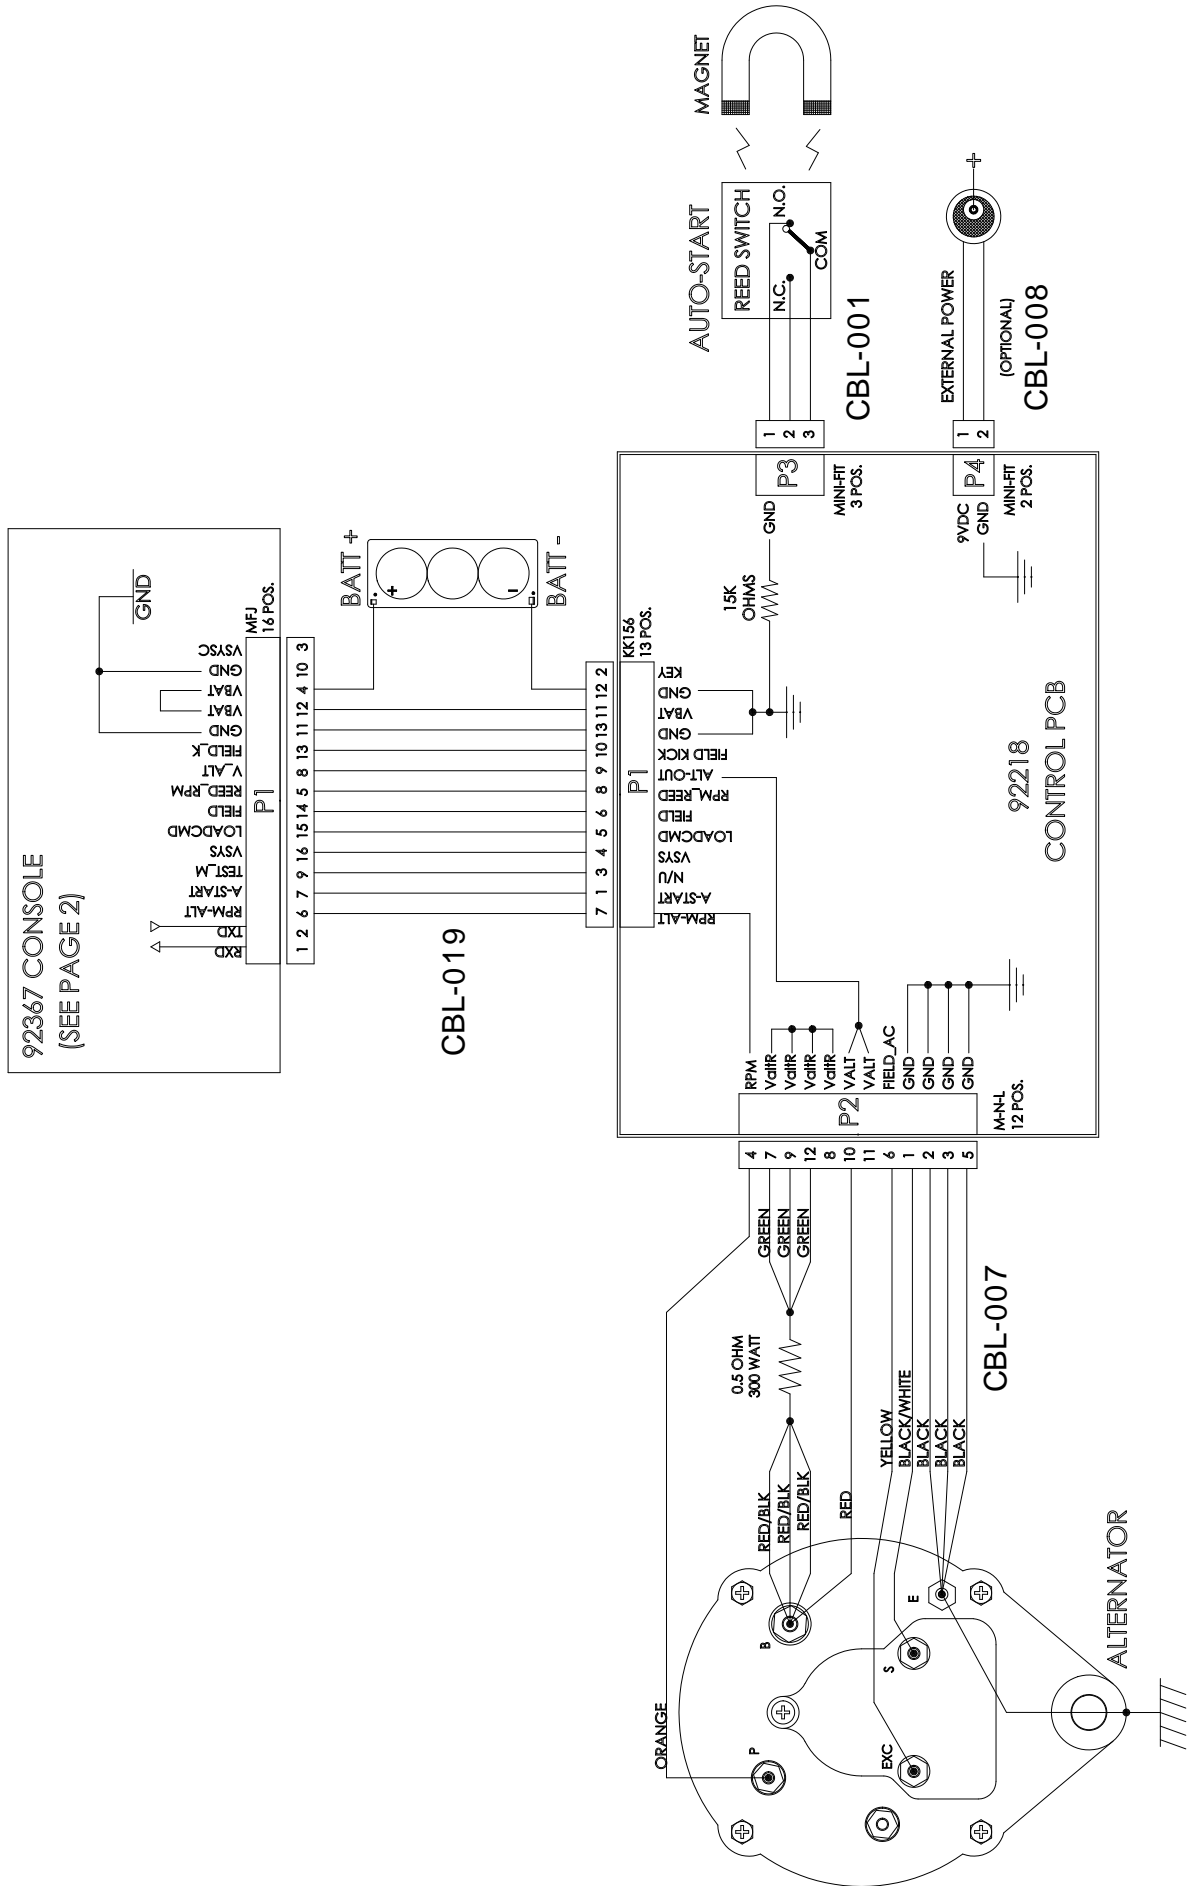 92367 CONSOLE
(SEE PAGE 2)
GND
MFJ
16 POS.
P1
RXD
TXD
RPM-ALT
A-START
TEST_M
VSYS
LOADCMD
FIELD
REED_RPM
V_ALT
FIELD_K
GND
VBAT
VBAT
GND
VSYSC
1 2 6 7 9 16 15 14 5 8 13 11 12 4 10 3
CBL-019
BATT +
+
-
BATT -
7 1 3 4 5 6 8 9 10 13 11 12 2
KK156
13 POS.
P1
RPM-ALT
A-START
N/U
VSYS
LOADCMD
FIELD
RPM_REED
ALT-OUT
FIELD KICK
GND
VBAT
GND
KEY
15K
OHMS
GND
92218
CONTROL PCB
P3
MINI-FIT
3 POS.
1
2
3
CBL-001
AUTO-START
REED SWITCH
N.C.
N.O.
COM
MAGNET
9VDC
GND
P4
MINI-FIT
2 POS.
1
2
EXTERNAL POWER
(OPTIONAL)
CBL-008
+
RPM
ValtR
ValtR
ValtR
ValtR
VALT
VALT
FIELD_AC
GND
GND
GND
GND
P2
M-N-L
12 POS.
4
7
9
12
8
10
11
6
1
2
3
5
GREEN
GREEN
GREEN
0.5 OHM
300 WATT
RED/BLK
RED/BLK
RED/BLK
RED
YELLOW
BLACK/WHITE
BLACK
BLACK
BLACK
CBL-007
ORANGE
P
B
EXC
S
E
ALTERNATOR